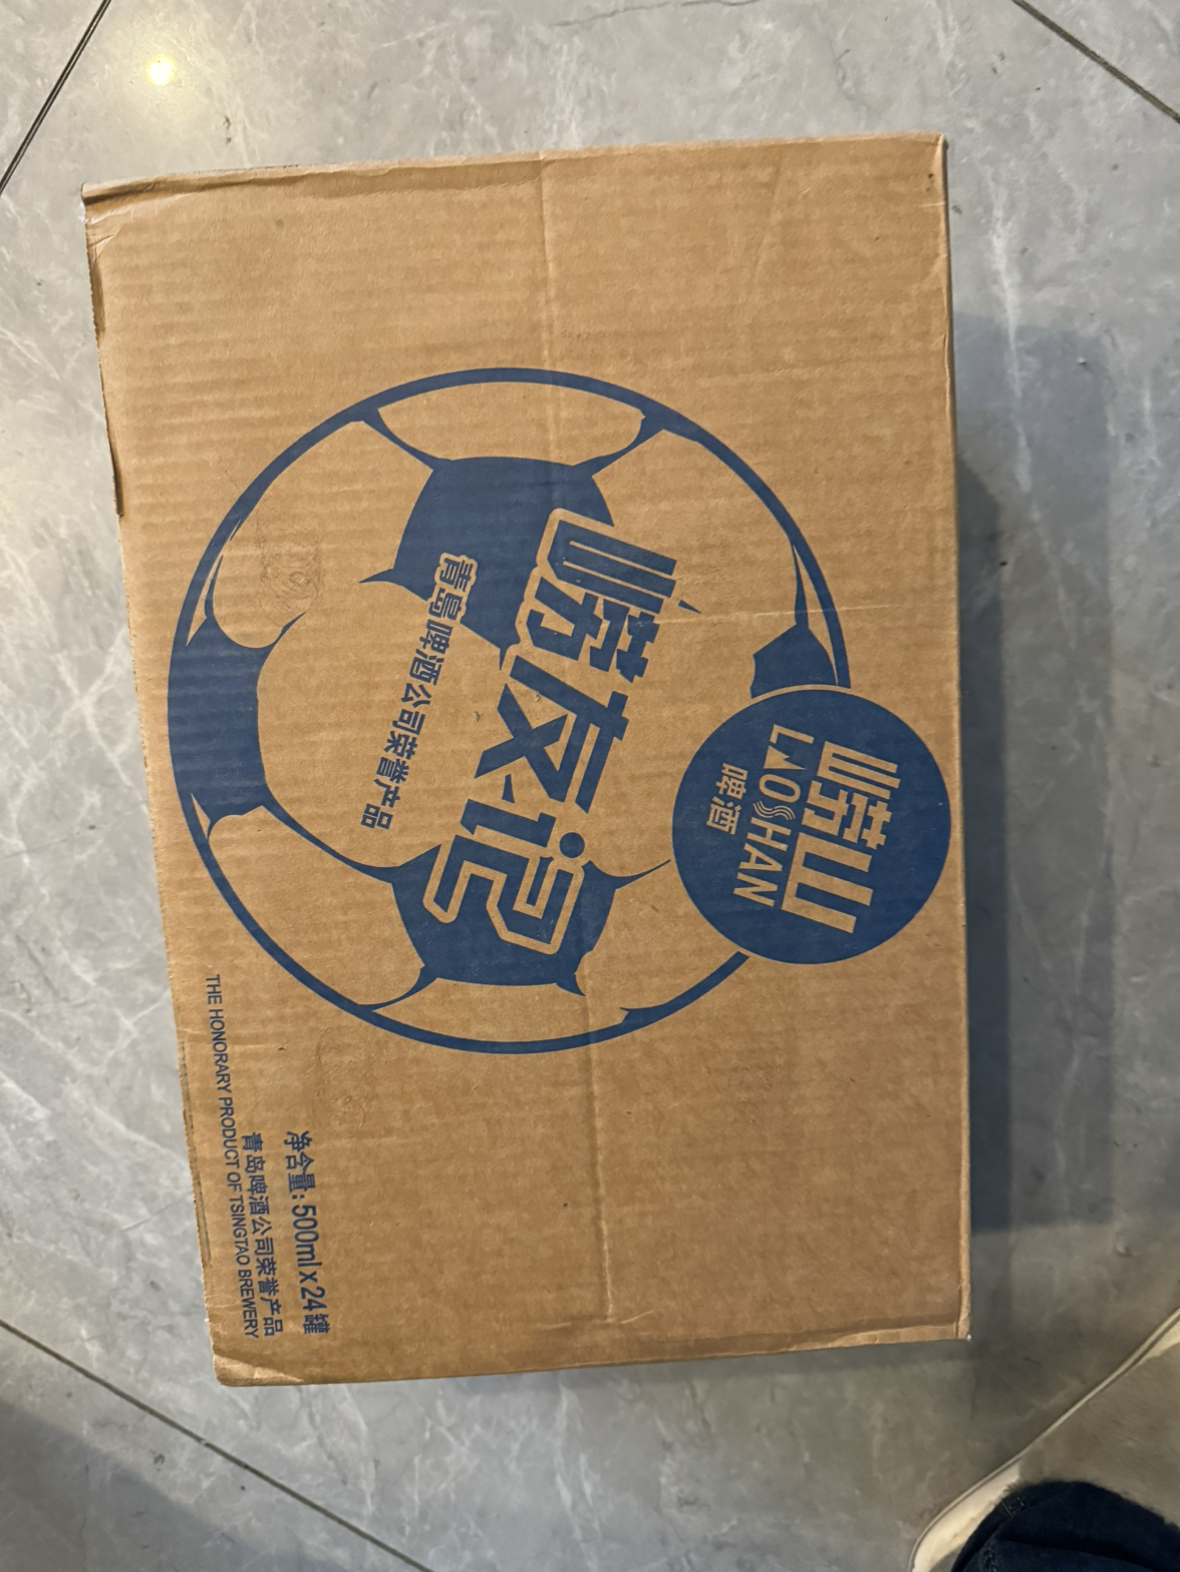 崂山
LAOSHAN
啤酒
崂友记
青岛啤酒公司荣誉产品
净含量:500ml x 24罐
青岛啤酒公司荣誉产品
THE HONORARY PRODUCT OF TSINGTAO BREWERY